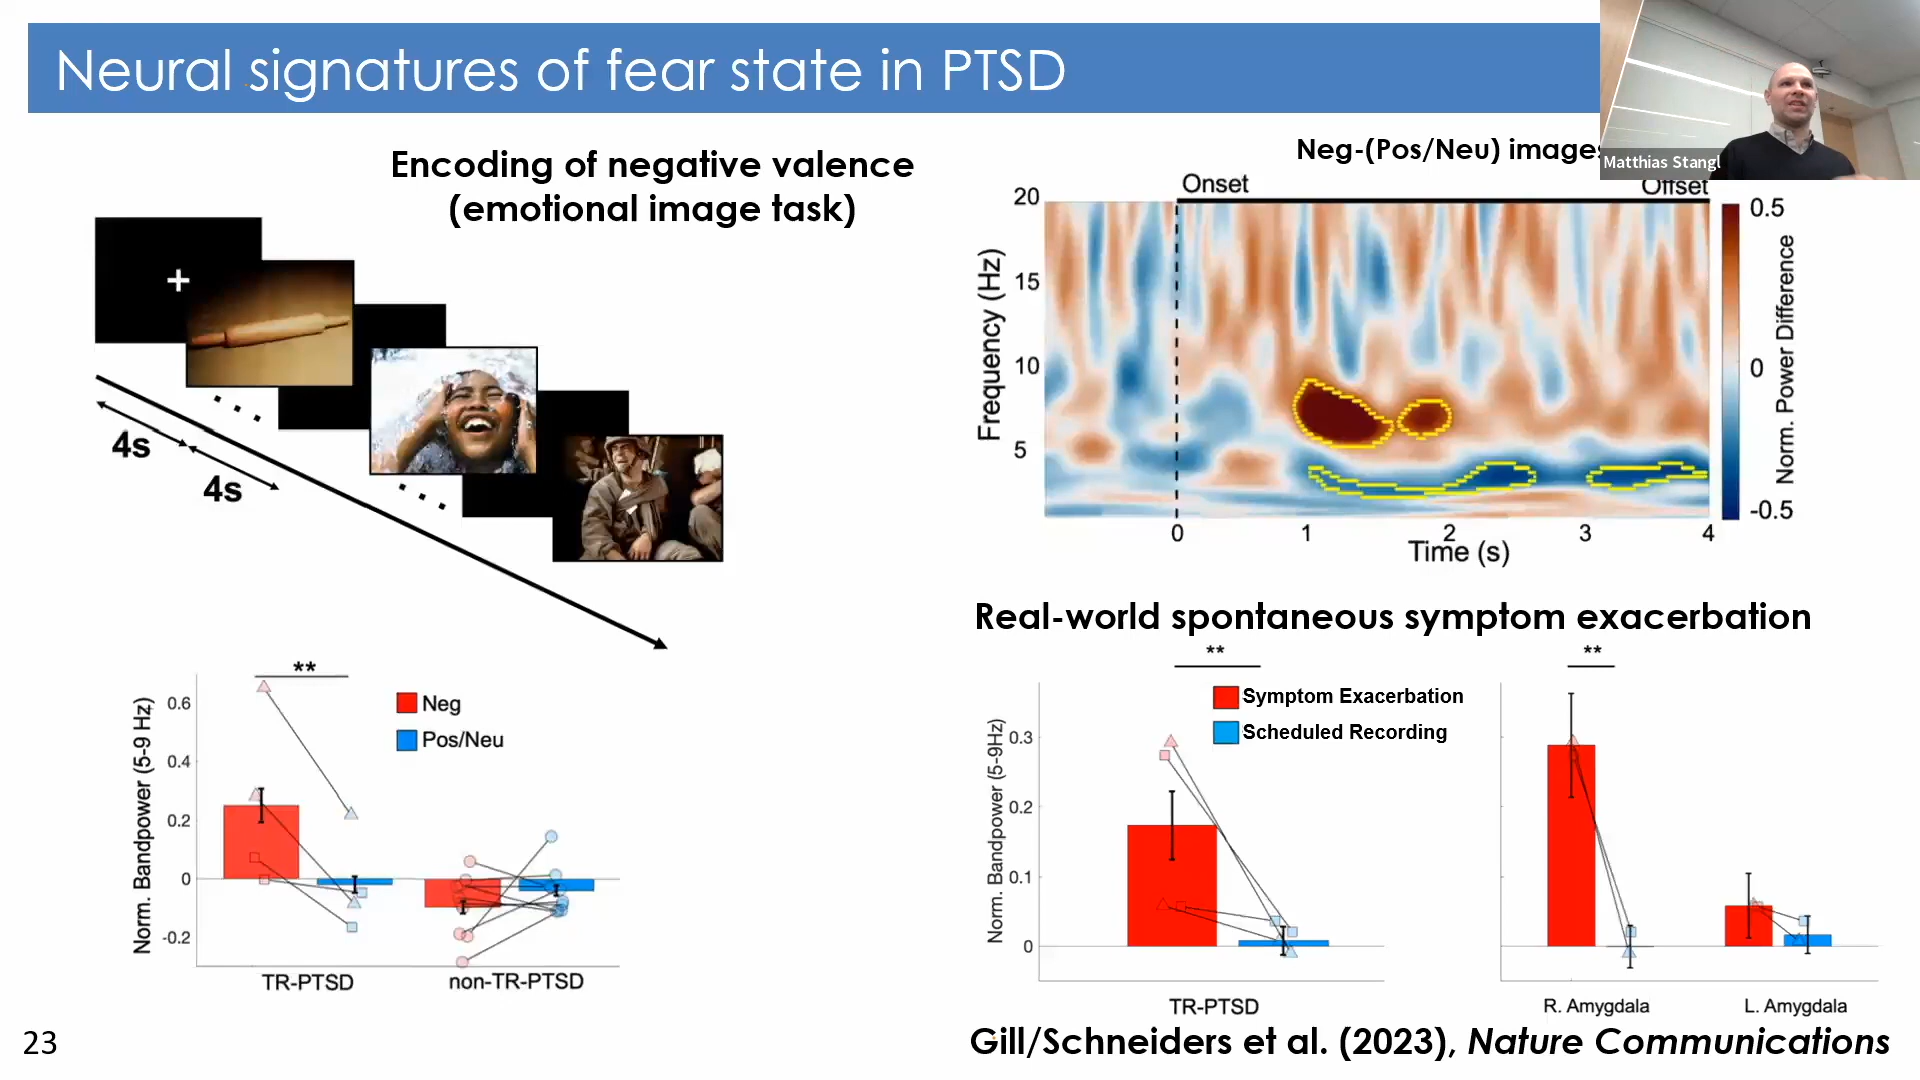 Neural signatures of fear state in PTSD
Matthias Stangl
Encoding of negative valence
(emotional image task)
+
4s
4s
Neg-(Pos/Neu) images
Onset
Offset
20
15
10
5
Frequency (Hz)
0
1
2
3
4
Time (s)
0.5
0
-0.5
Norm. Power Difference
**
Neg
Pos/Neu
0.6
0.4
0.2
0
-0.2
Norm. Bandpower (5-9 Hz)
TR-PTSD
non-TR-PTSD
Real-world spontaneous symptom exacerbation
**
**
Symptom Exacerbation
Scheduled Recording
0.3
0.2
0.1
0
Norm. Bandpower (5-9Hz)
TR-PTSD
R. Amygdala
L. Amygdala
23
Gill/Schneiders et al. (2023), Nature Communications